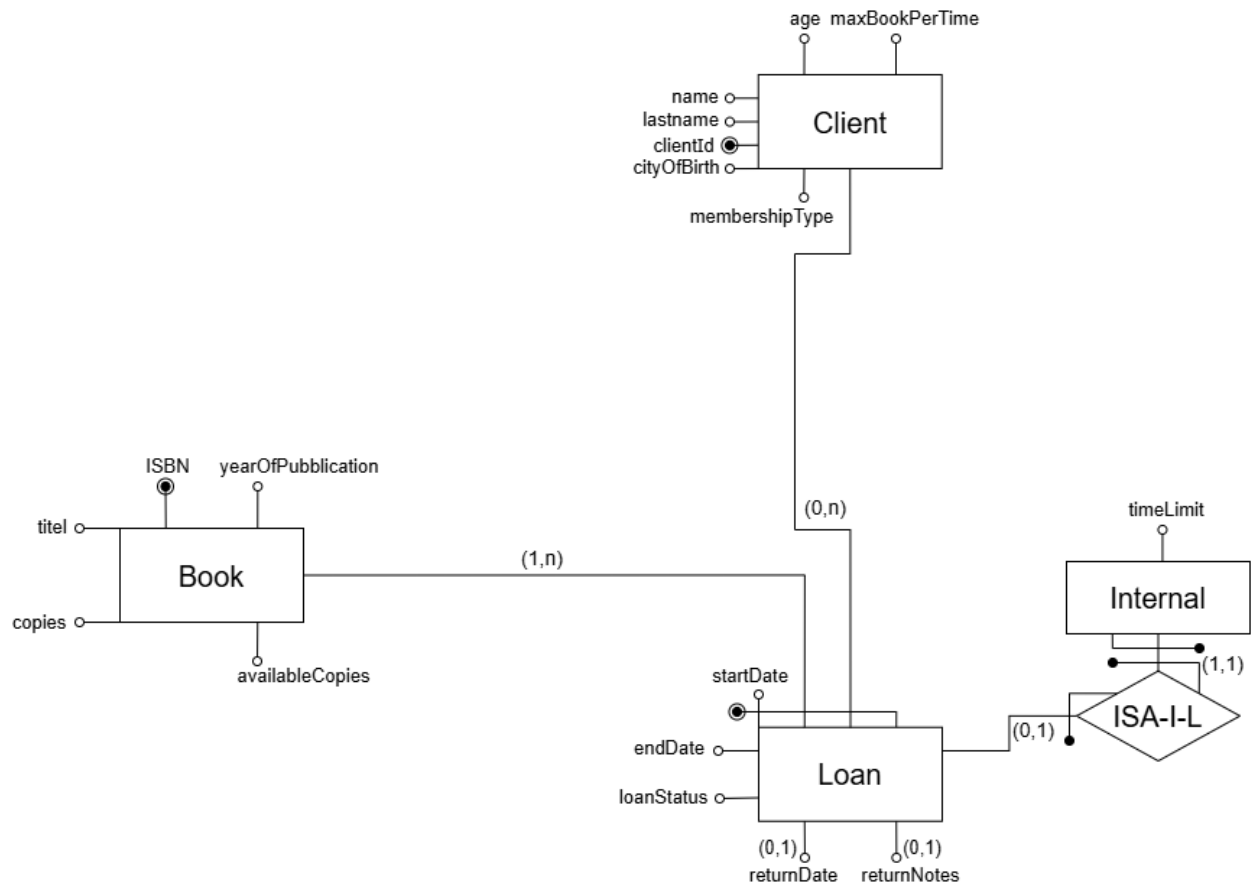 age maxBookPerTime
name
lastname
clientId
cityOfBirth
Client
membershipType
ISBN yearOfPubblication
titel
Book
copies
availableCopies
(1,n)
(0,n)
timeLimit
Internal
(1,1)
ISA-I-L
(0,1)
startDate
endDate
Loan
loanStatus
(0,1) (0,1)
returnDate returnNotes